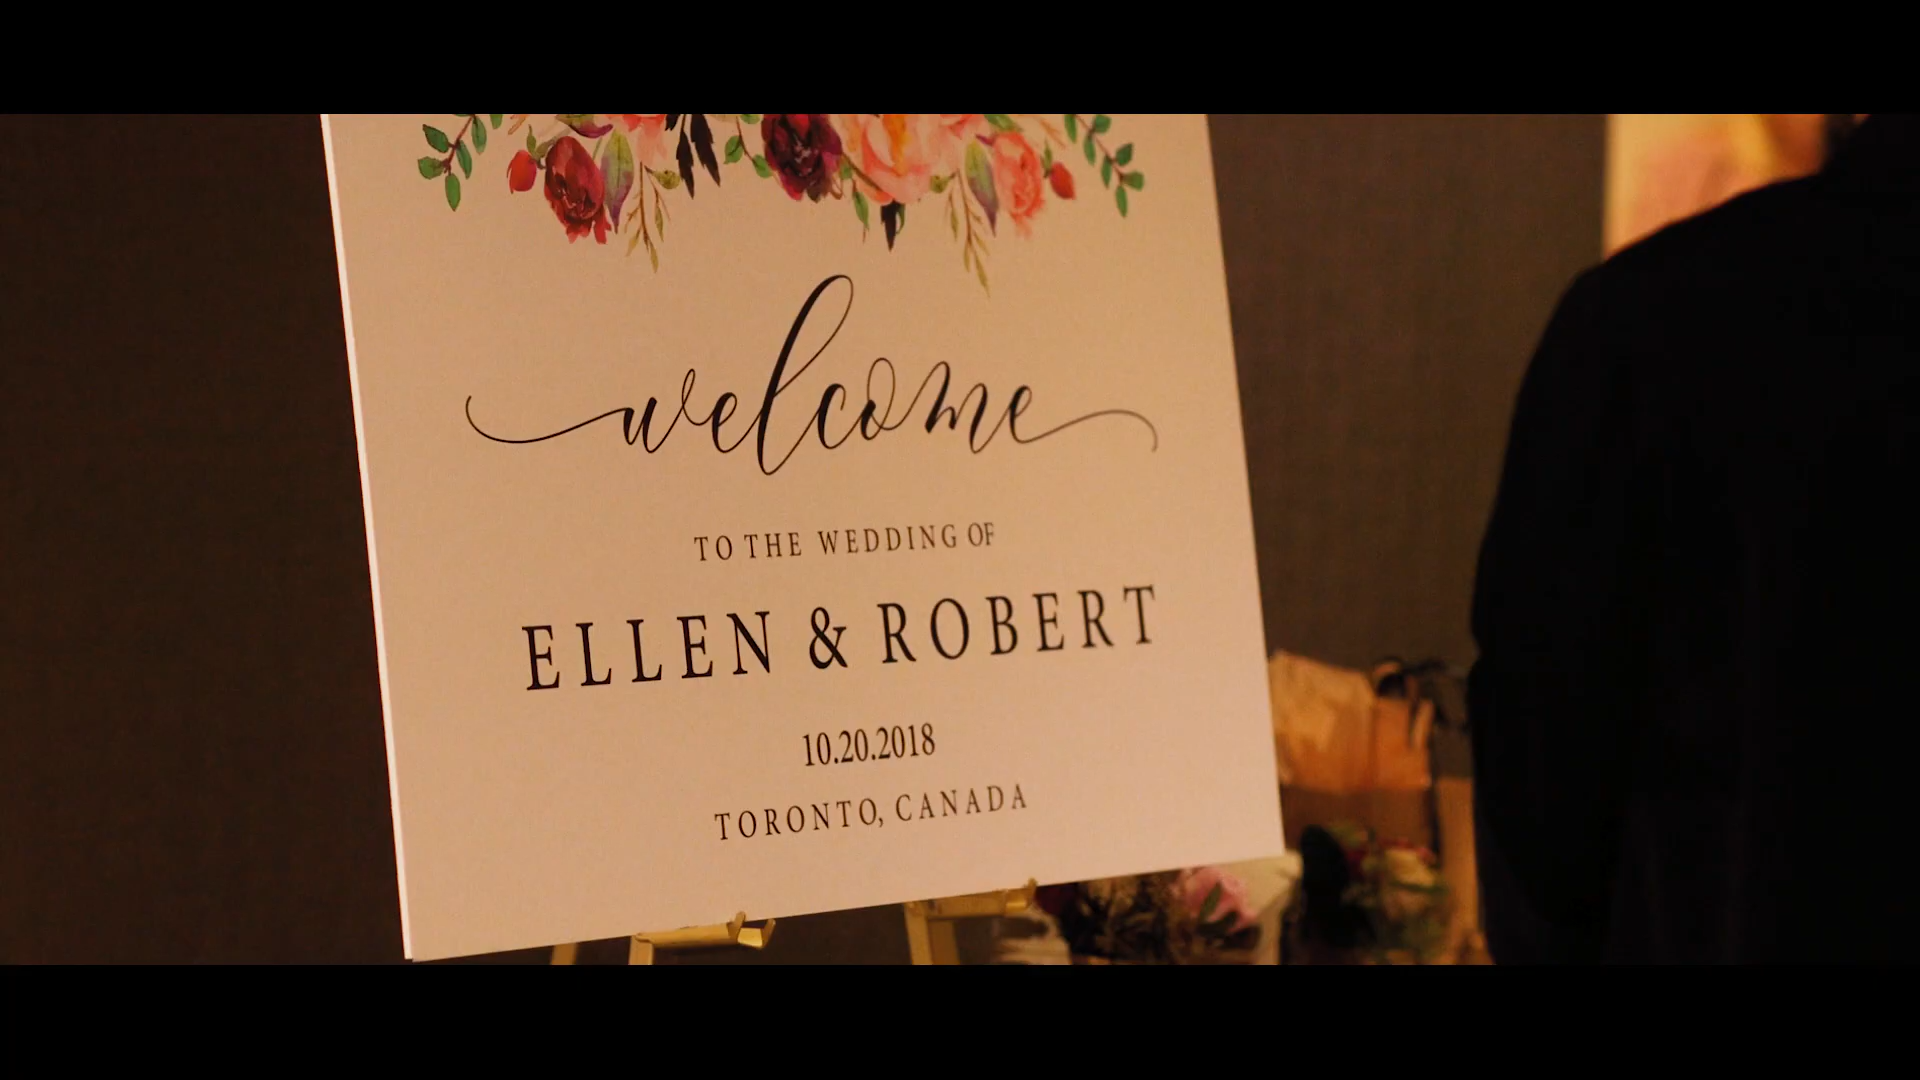 welcome
TO THE WEDDING OF
ELLEN & ROBERT
10.20.2018
TORONTO, CANADA